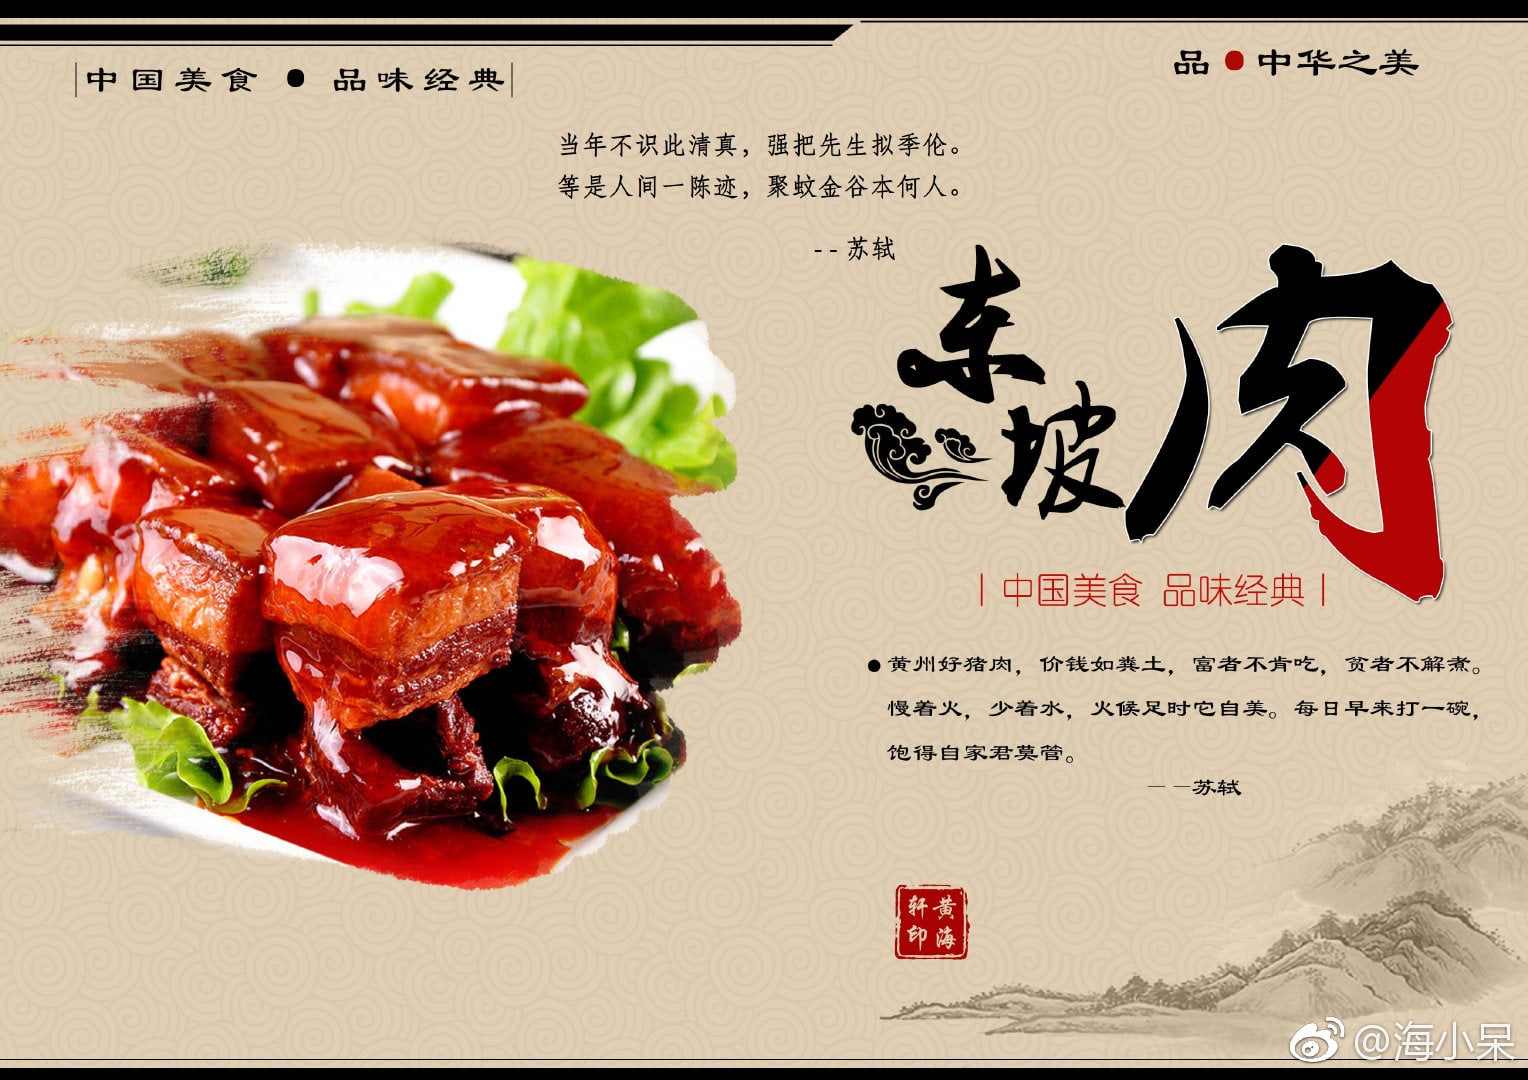 中国美食 ● 品味经典
品●中华之美
当年不识此清真，强把先生拟季伦。
等是人间一陈迹，聚蚊金谷本何人。
--苏轼
东坡肉
|中国美食 品味经典|
●黄州好猪肉，价钱如粪土，富者不肯吃，贫者不解煮。
慢着火，少着水，火候足时它自美。每日早来打一碗，
饱得自家君莫管。
——苏轼
黄海
轩印
@海小呆